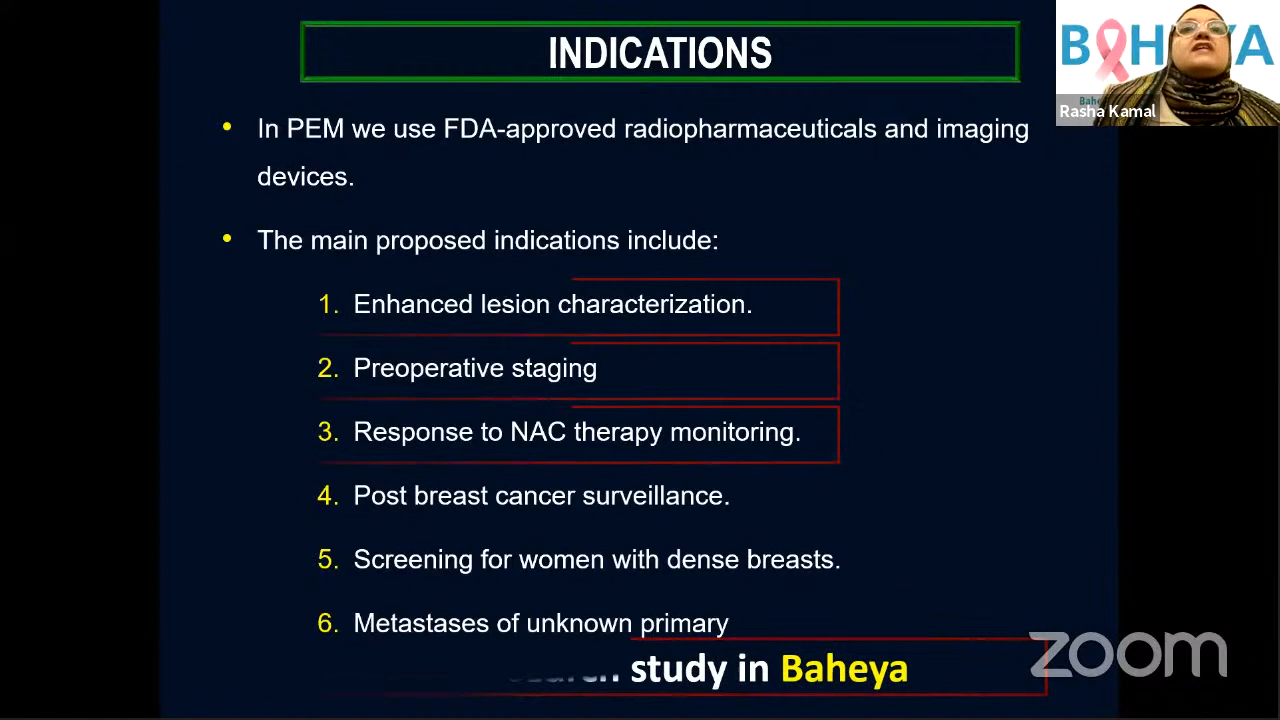 INDICATIONS
B HEYA
Rasha Kamal
• In PEM we use FDA-approved radiopharmaceuticals and imaging
devices.
• The main proposed indications include:
1. Enhanced lesion characterization.
2. Preoperative staging
3. Response to NAC therapy monitoring.
4. Post breast cancer surveillance.
5. Screening for women with dense breasts.
6. Metastases of unknown primary
study in Baheya
zoom